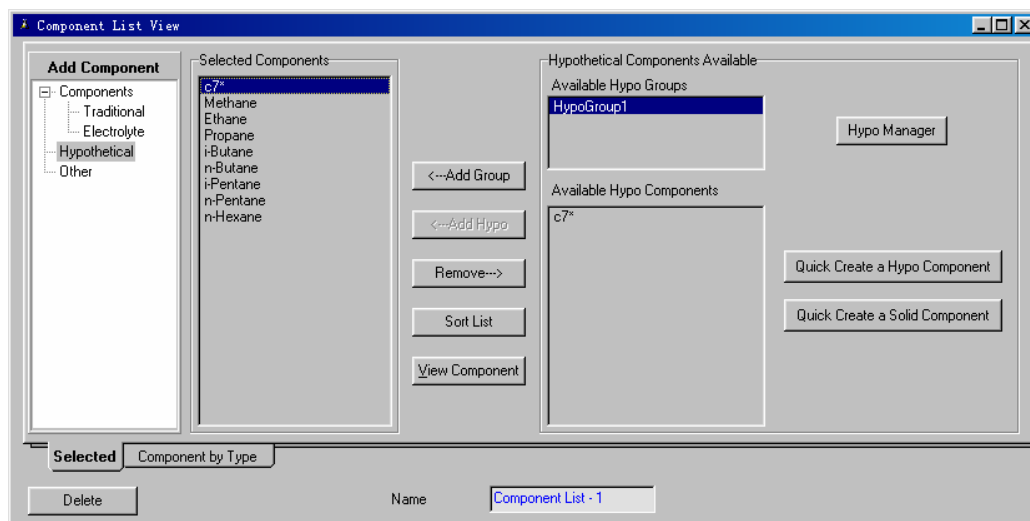 Component List View
Add Component
Components
Traditional
Electrolyte
Hypothetical
Other
Selected Components
c7*
Methane
Ethane
Propane
i-Butane
n-Butane
i-Pentane
n-Pentane
n-Hexane
<---Add Group
<---Add Hypo
Remove--->
Sort List
View Component
Hypothetical Components Available
Available Hypo Groups
HypoGroup1
Hypo Manager
Available Hypo Components
c7*
Quick Create a Hypo Component
Quick Create a Solid Component
Selected
Component by Type
Delete
Name
Component List - 1